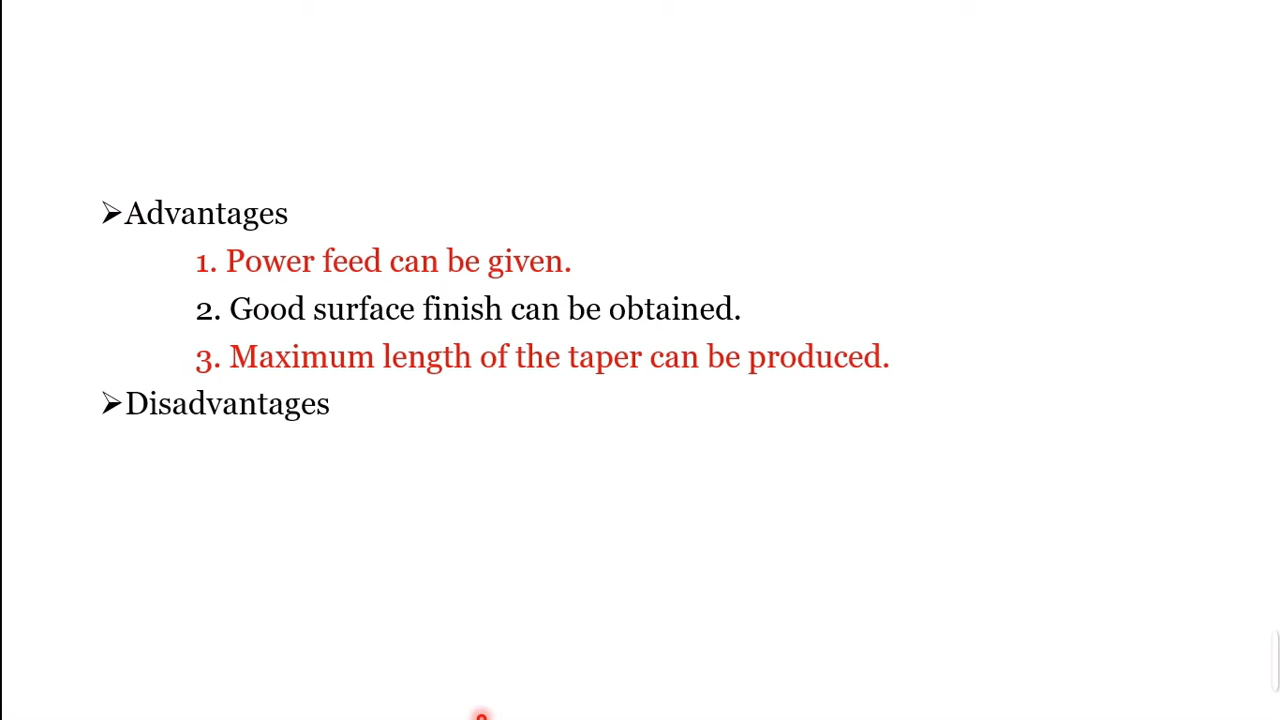 ➢Advantages
1. Power feed can be given.
2. Good surface finish can be obtained.
3. Maximum length of the taper can be produced.
➢Disadvantages